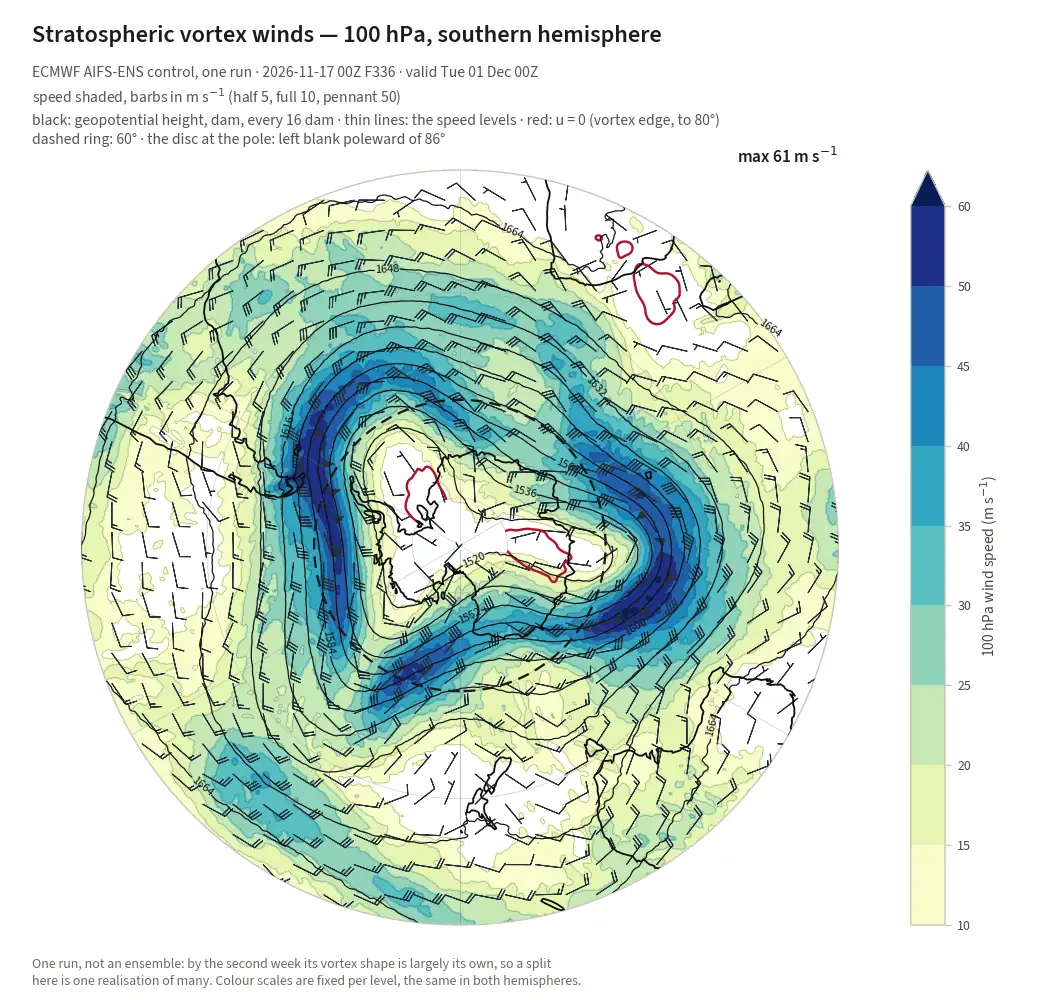 Stratospheric vortex winds — 100 hPa, southern hemisphere
ECMWF AIFS-ENS control, one run · 2026-11-17 00Z F336 · valid Tue 01 Dec 00Z
speed shaded, barbs in m s⁻¹ (half 5, full 10, pennant 50)
black: geopotential height, dam, every 16 dam · thin lines: the speed levels · red: u = 0 (vortex edge, to 80°)
dashed ring: 60° · the disc at the pole: left blank poleward of 86°
max 61 m s⁻¹
60
50
45
40
35
30
25
20
15
10
100 hPa wind speed (m s⁻¹)
1664
1648
1664
1632
1616
1536
1520
1584
1600
1664
One run, not an ensemble: by the second week its vortex shape is largely its own, so a split
here is one realisation of many. Colour scales are fixed per level, the same in both hemispheres.